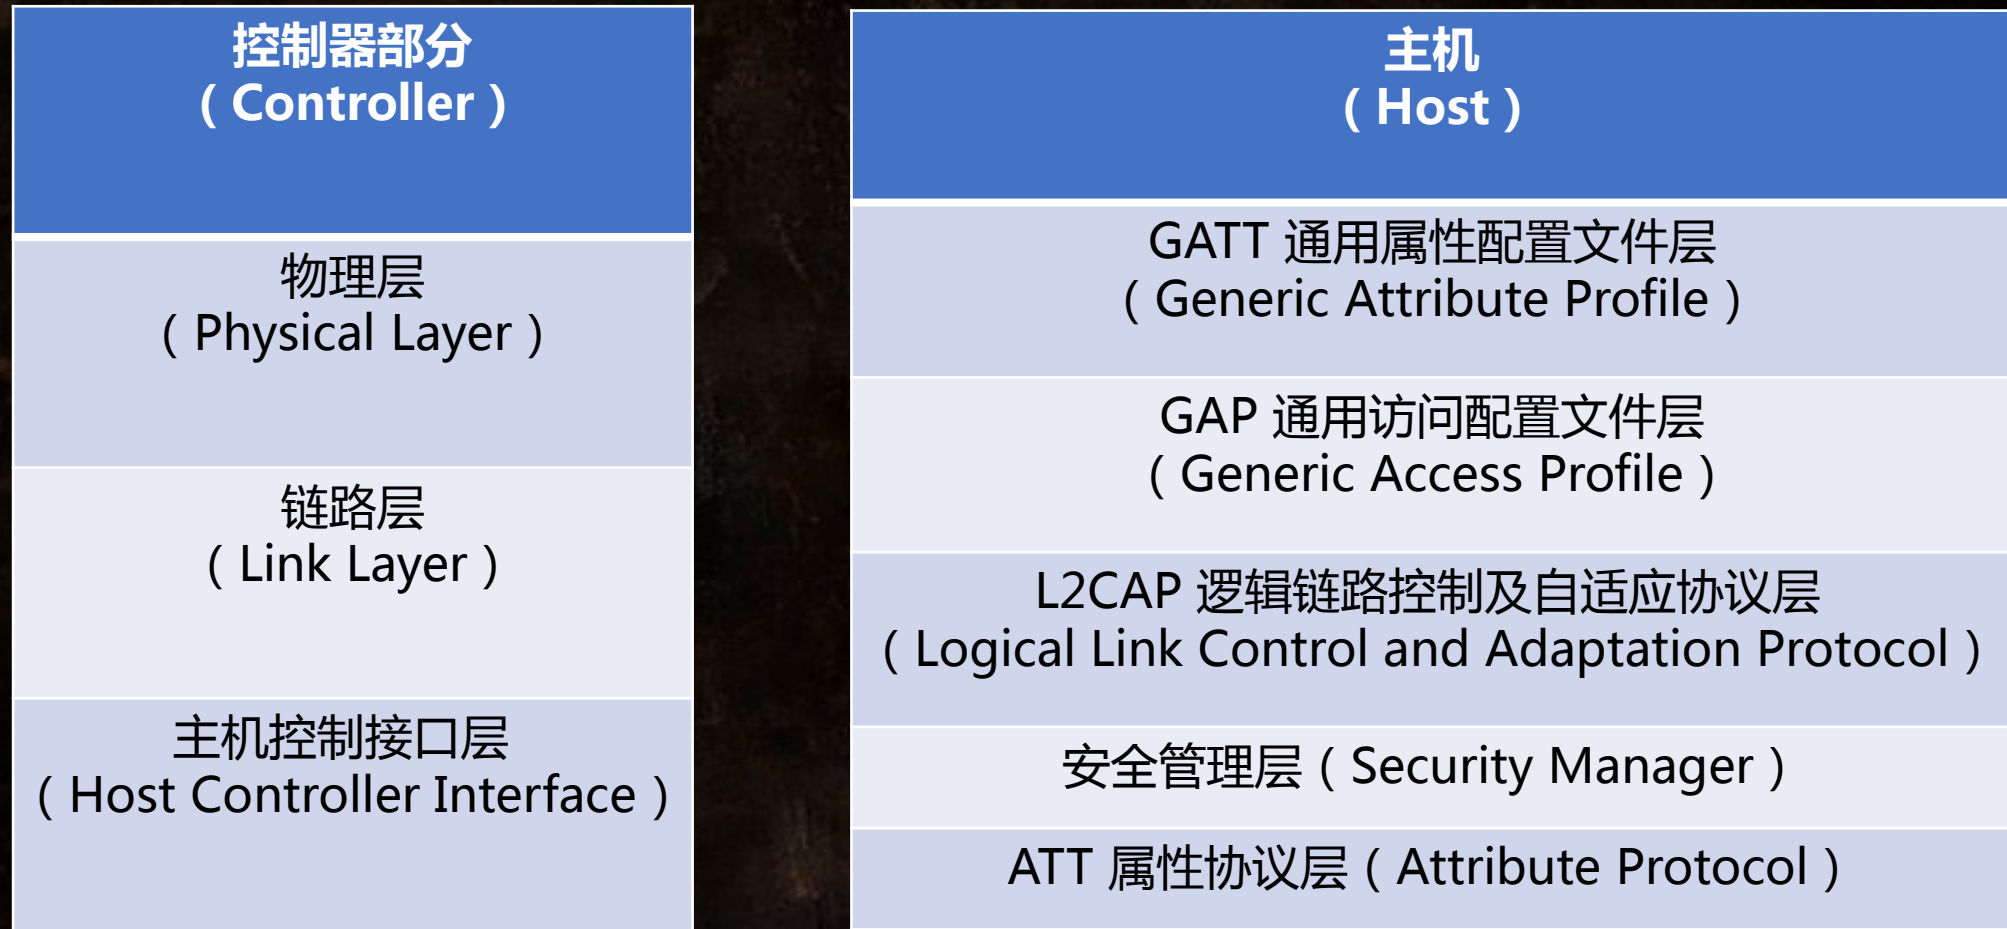 控制器部分
（Controller）
物理层
（Physical Layer）
链路层
（Link Layer）
主机控制接口层
（Host Controller Interface）
主机
（Host）
GATT 通用属性配置文件层
（Generic Attribute Profile）
GAP 通用访问配置文件层
（Generic Access Profile）
L2CAP 逻辑链路控制及自适应协议层
（Logical Link Control and Adaptation Protocol）
安全管理层（Security Manager）
ATT 属性协议层（Attribute Protocol）